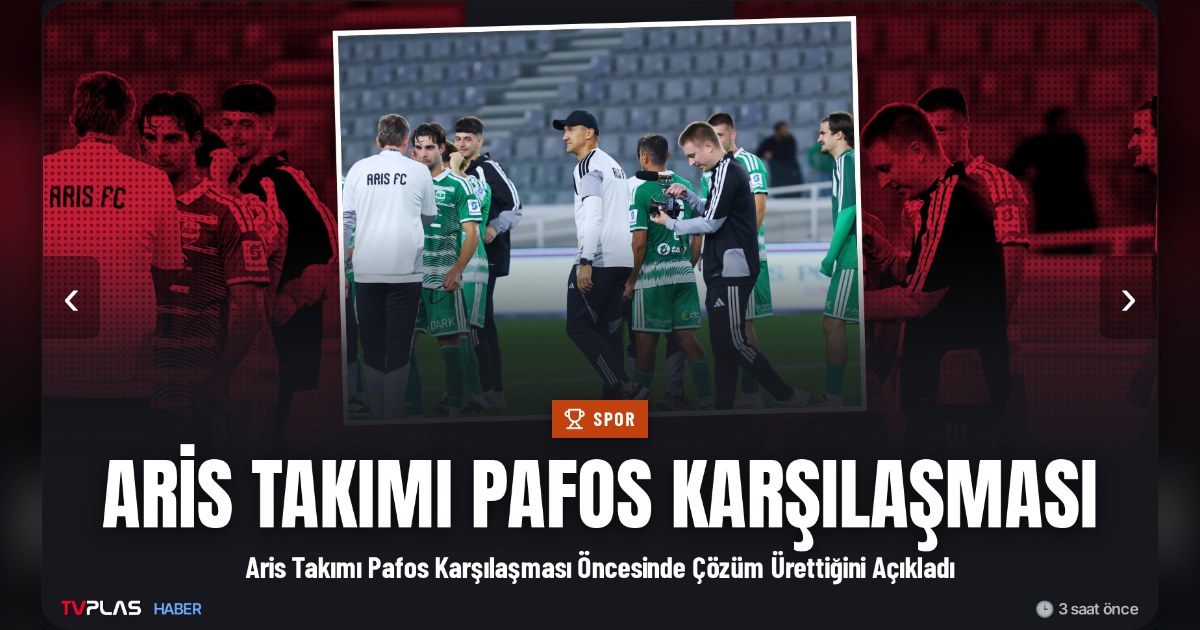 ARIS FC
ARIS FC
DARK
SPOR
ARİS TAKIMI PAFOS KARŞILAŞMASI
Aris Takımı Pafos Karşılaşması Öncesinde Çözüm Ürettiğini Açıkladı
TVPLAS HABER
3 saat önce